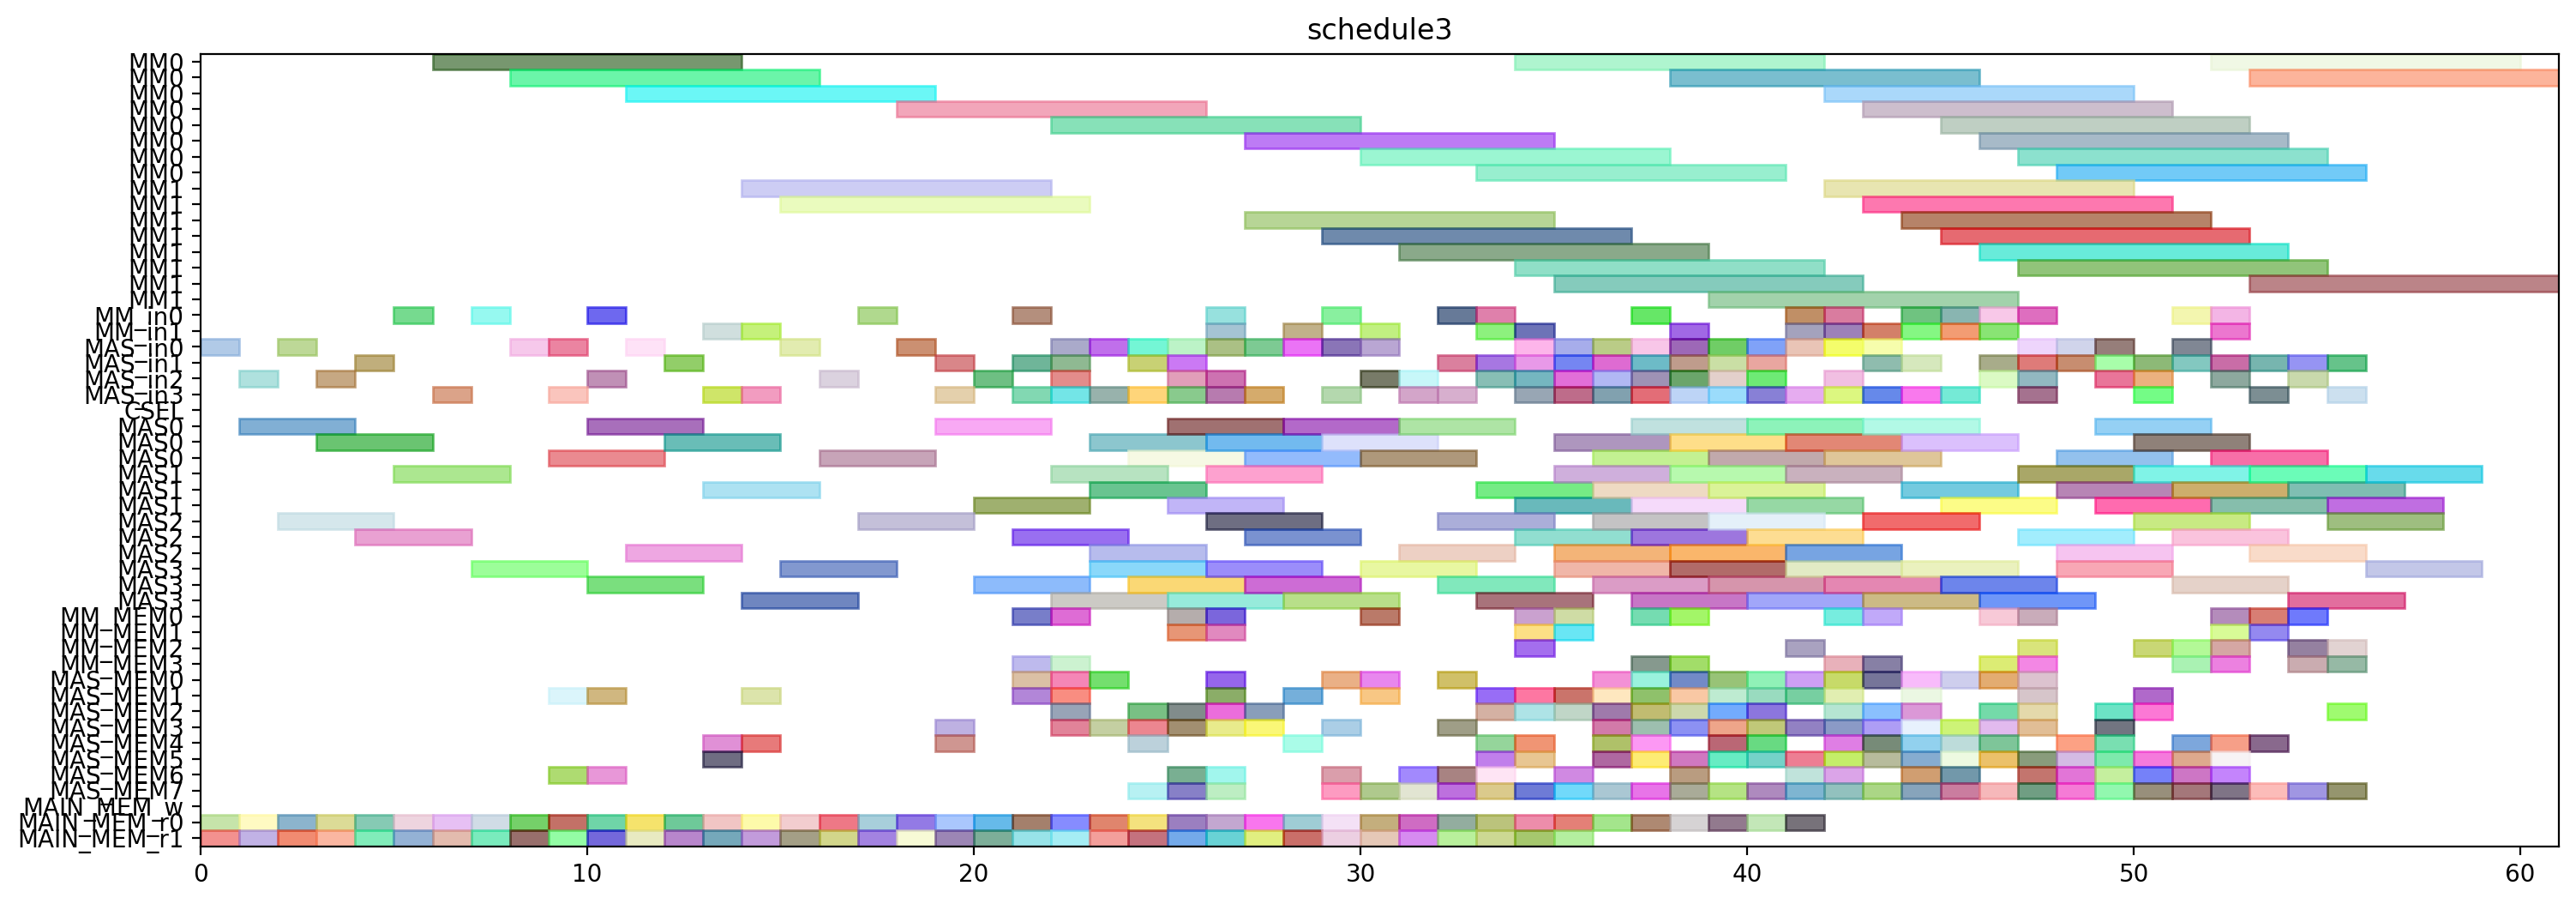 schedule3
MM0
MM0
MM0
MM0
MM0
MM0
MM0
MM0
MM1
MM1
MM1
MM1
MM1
MM1
MM1
MM1
MM_in0
MM_in1
MAS_in0
MAS_in1
MAS_in2
MAS_in3
CSEL
MAS0
MAS0
MAS0
MAS1
MAS1
MAS1
MAS2
MAS2
MAS2
MAS3
MAS3
MAS3
MM_MEM0
MM_MEM1
MM_MEM2
MM_MEM3
MAS_MEM0
MAS_MEM1
MAS_MEM2
MAS_MEM3
MAS_MEM4
MAS_MEM5
MAS_MEM6
MAS_MEM7
MAIN_MEM_w
MAIN_MEM_r0
MAIN_MEM_r1
0 10 20 30 40 50 60